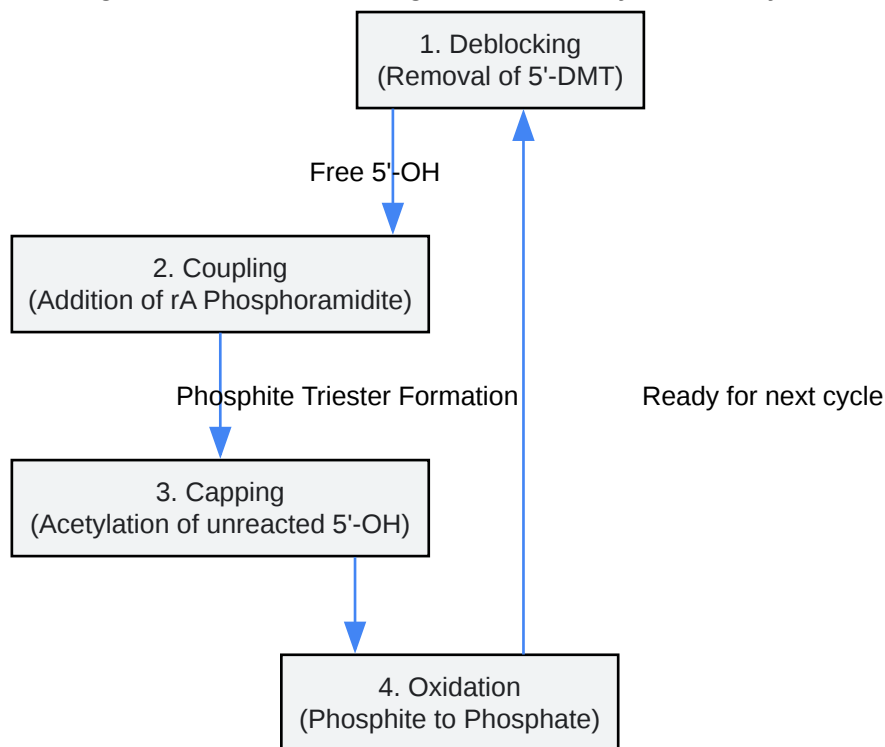 1. Deblocking
(Removal of 5'-DMT)
Free 5'-OH
2. Coupling
(Addition of rA Phosphoramidite)
Phosphite Triester Formation
Ready for next cycle
3. Capping
(Acetylation of unreacted 5'-OH)
4. Oxidation
(Phosphite to Phosphate)